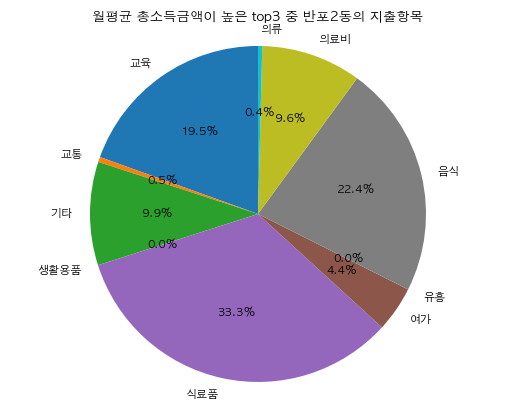 월평균 총소득금액이 높은 top3 중 반포2동의 지출항목
의류
의료비
교육
0.4%
9.6%
19.5%
교통
음식
0.5%
22.4%
기타
9.9%
0.0%
0.0%
생활용품
4.4%
유흥
여가
33.3%
식료품